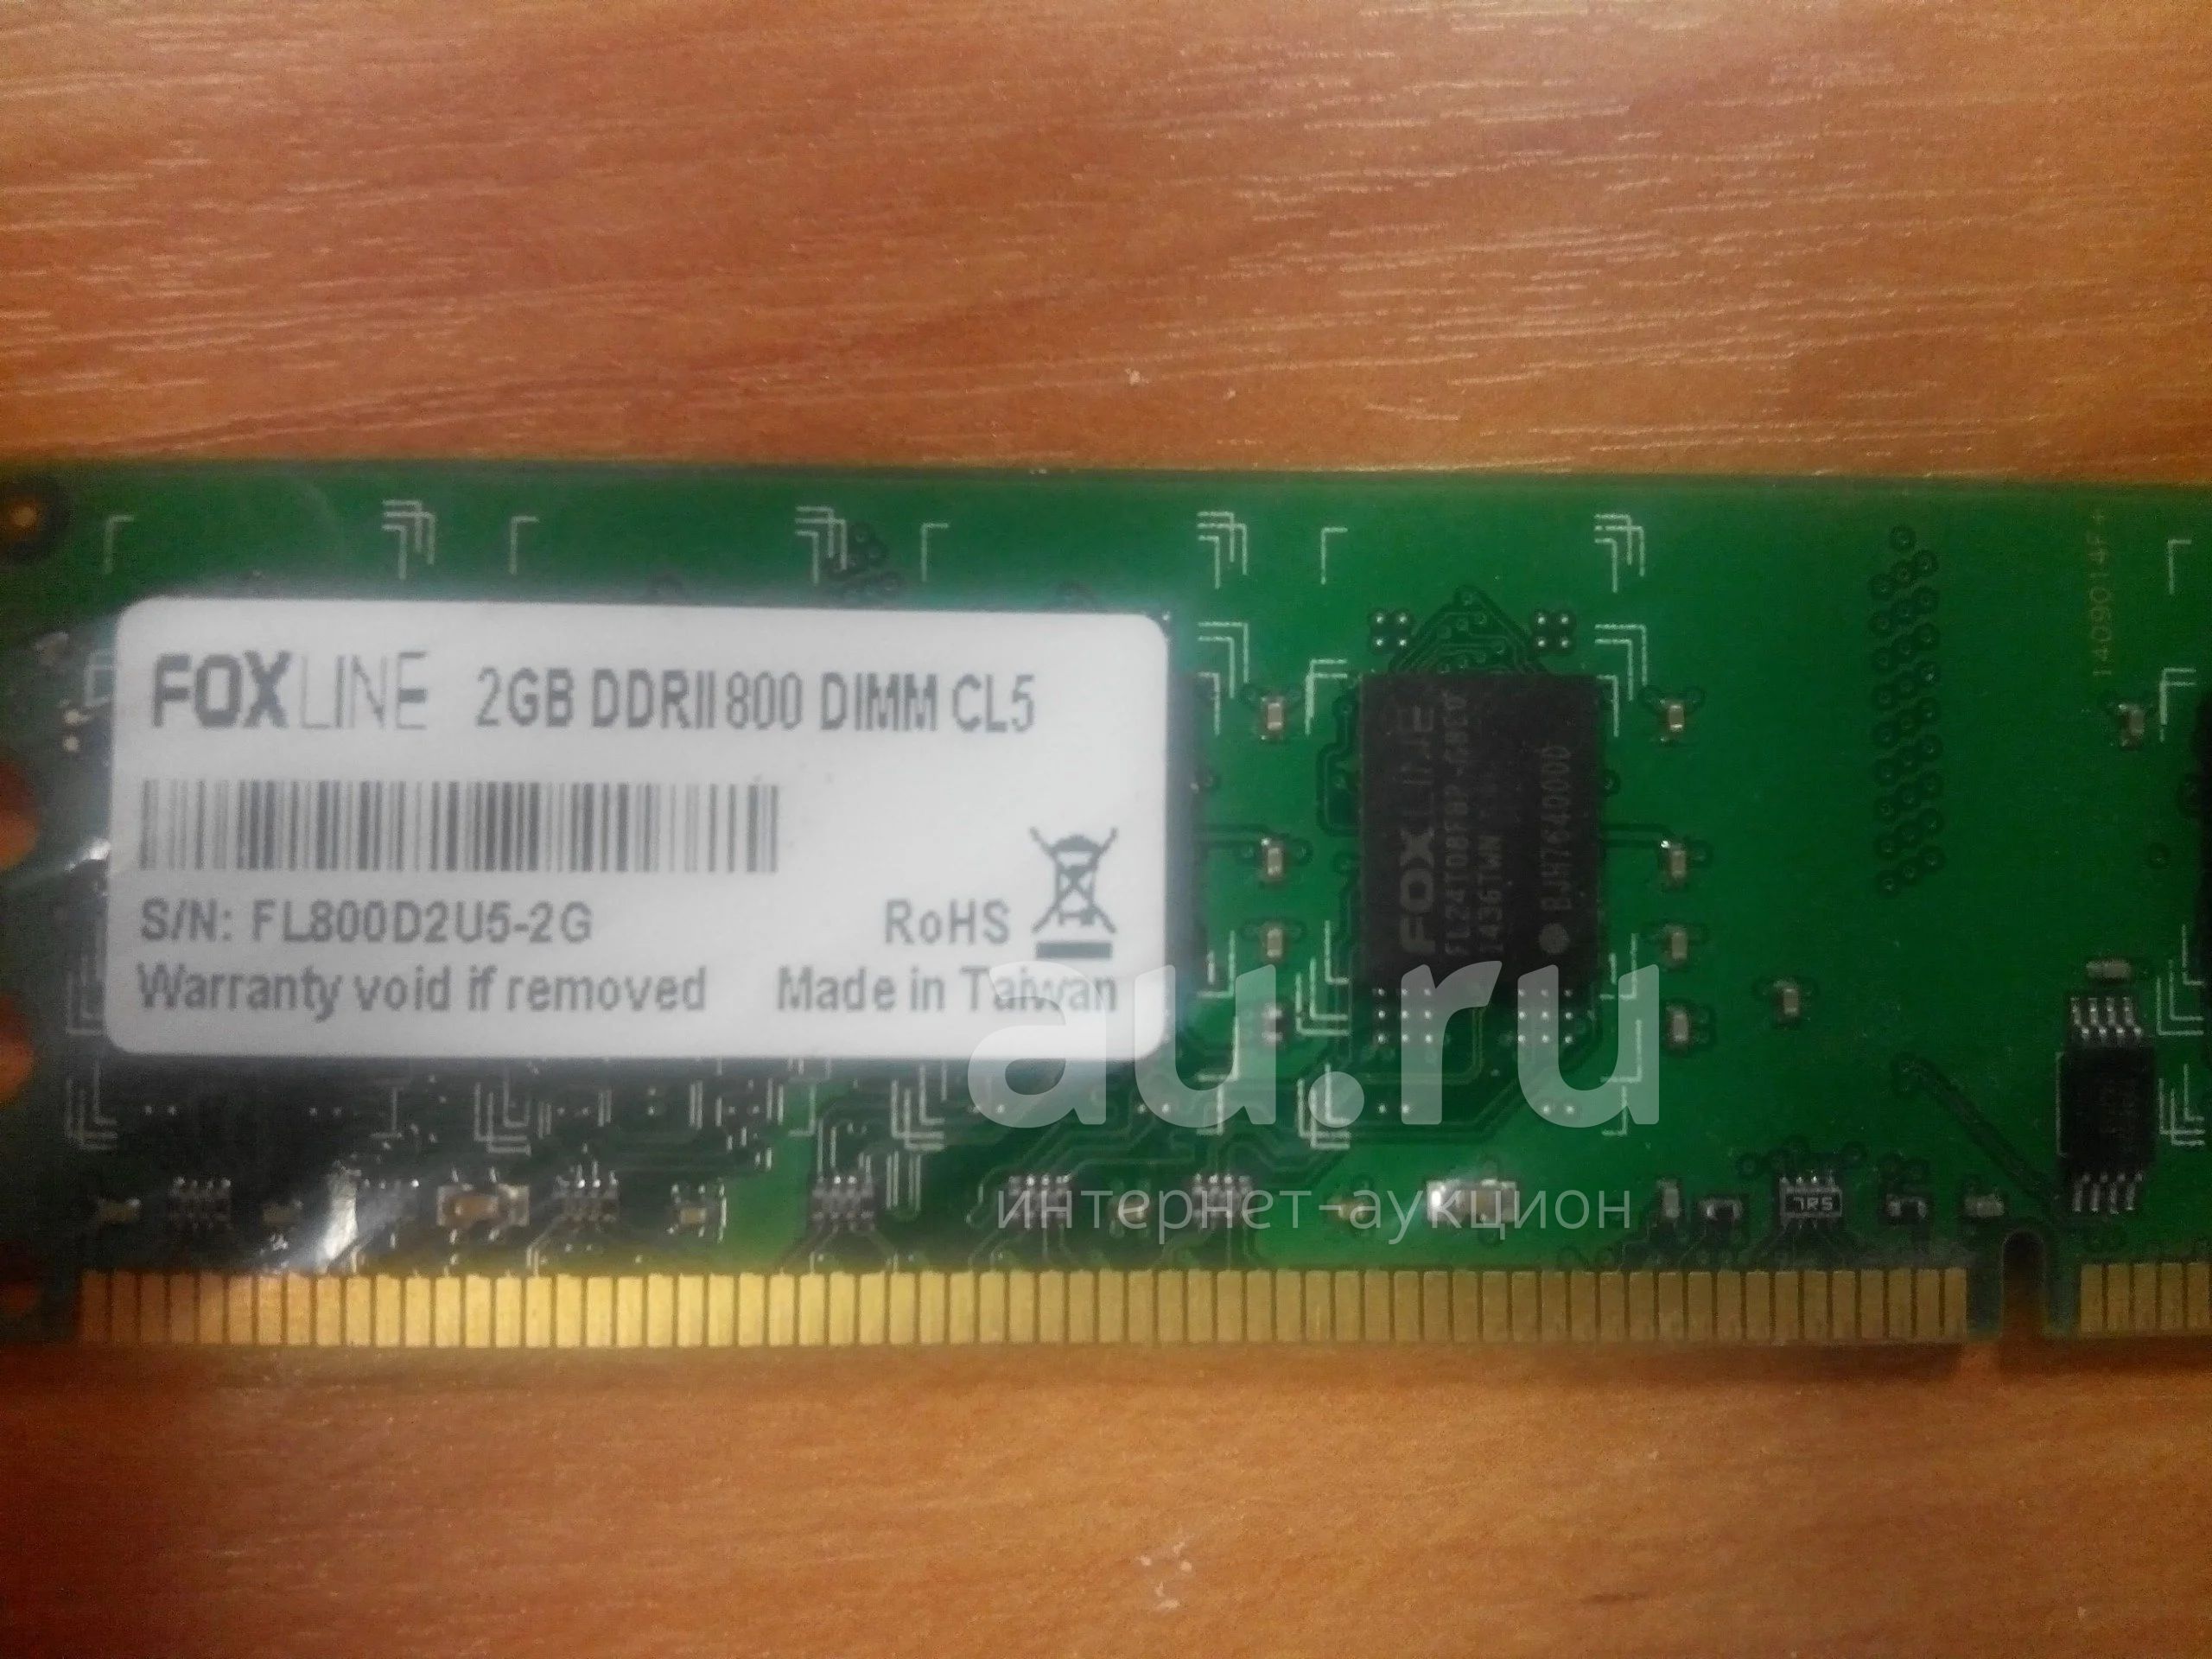 FOXLINE 2GB DDRII 800 DIMM CL5
S/N: FL800D2U5-2G
RoHS
Warranty void if removed
Made in Taiwan
FOXLINE
1436TWN
1409014F+
au.ru
интернет-аукцион